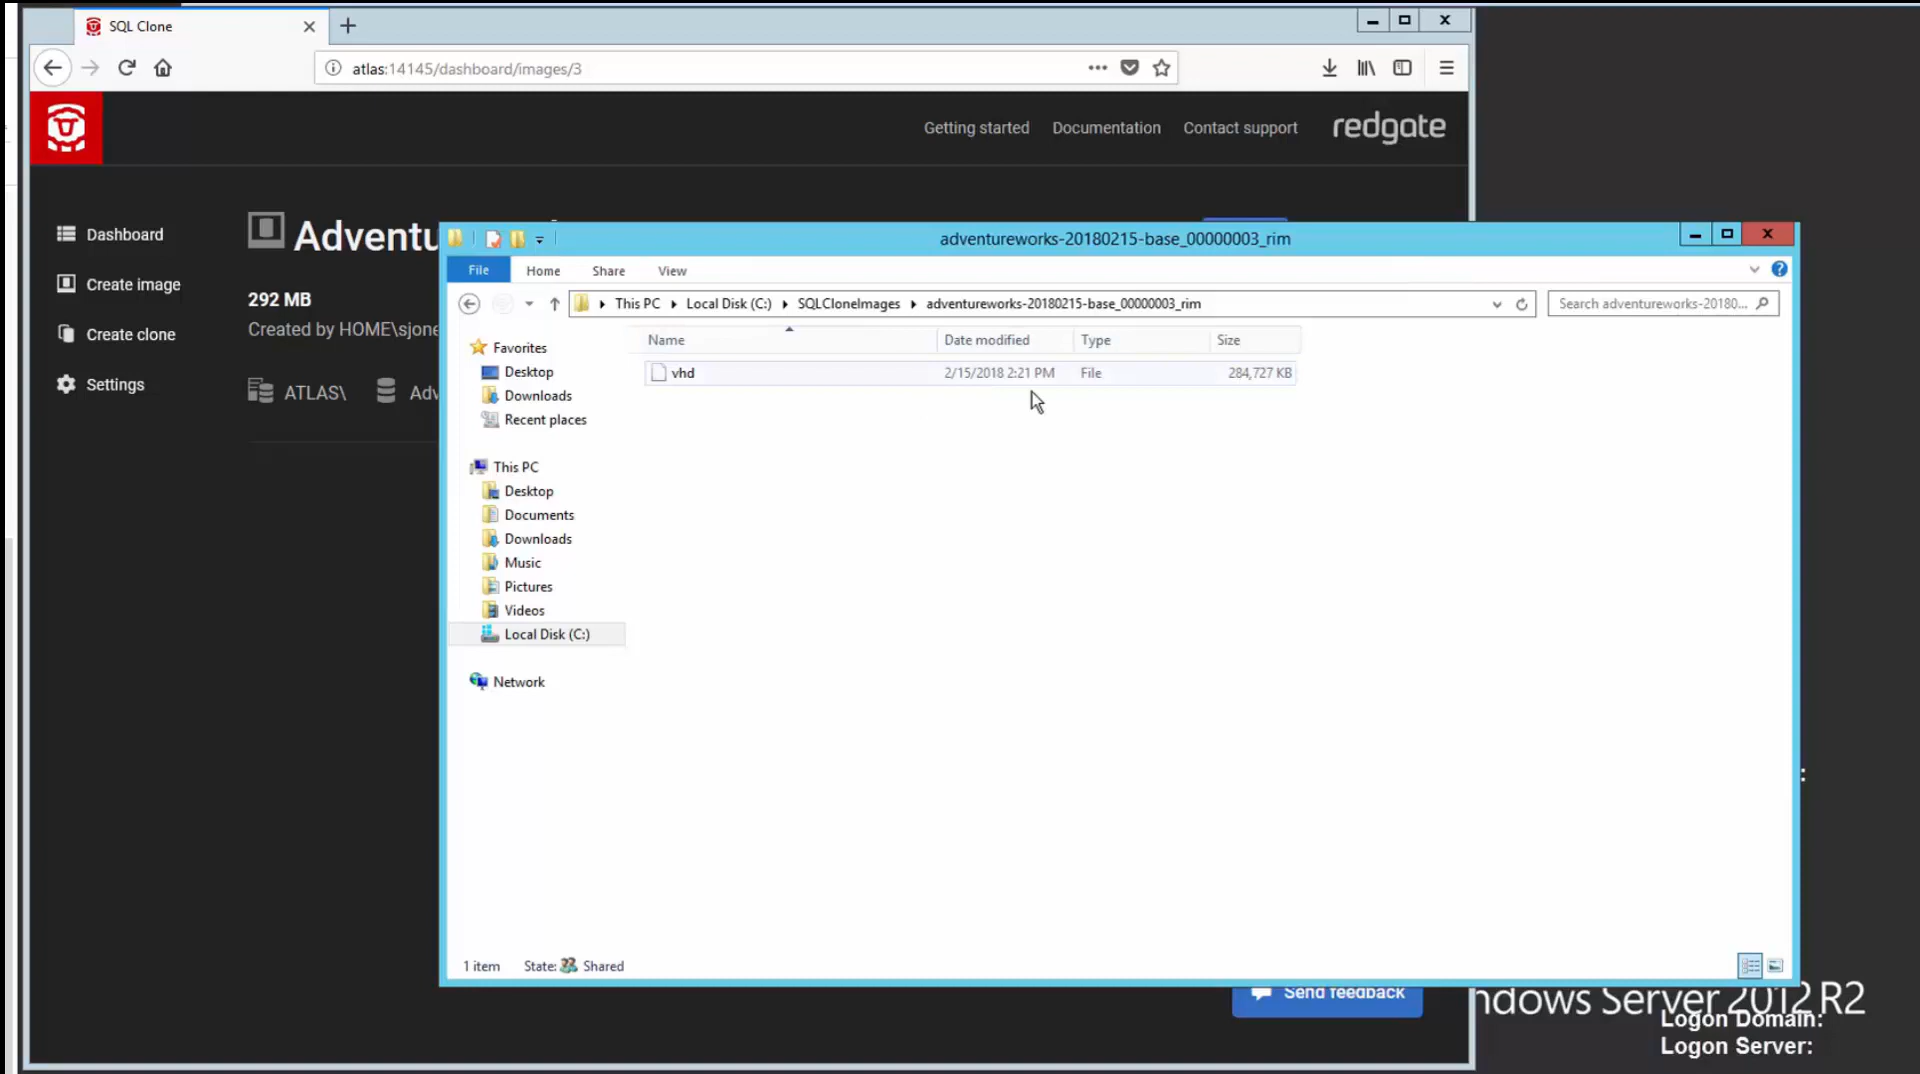 SQL Clone
atlas:14145/dashboard/images/3
Getting started Documentation Contact support redgate
Dashboard
Create image
Create clone
Settings
Adventu
292 MB
Created by HOME\sjone
ATLAS\ Adv
adventureworks-20180215-base_00000003_rim
File Home Share View
This PC Local Disk (C:) SQLCloneImages adventureworks-20180215-base_00000003_rim
Search adventureworks-20180...
Name Date modified Type Size
vhd 2/15/2018 2:21 PM File 284,727 KB
Favorites
Desktop
Downloads
Recent places
This PC
Desktop
Documents
Downloads
Music
Pictures
Videos
Local Disk (C:)
Network
1 item State: Shared
Send feedback
ndows Server 2012 R2
Logon Domain:
Logon Server: